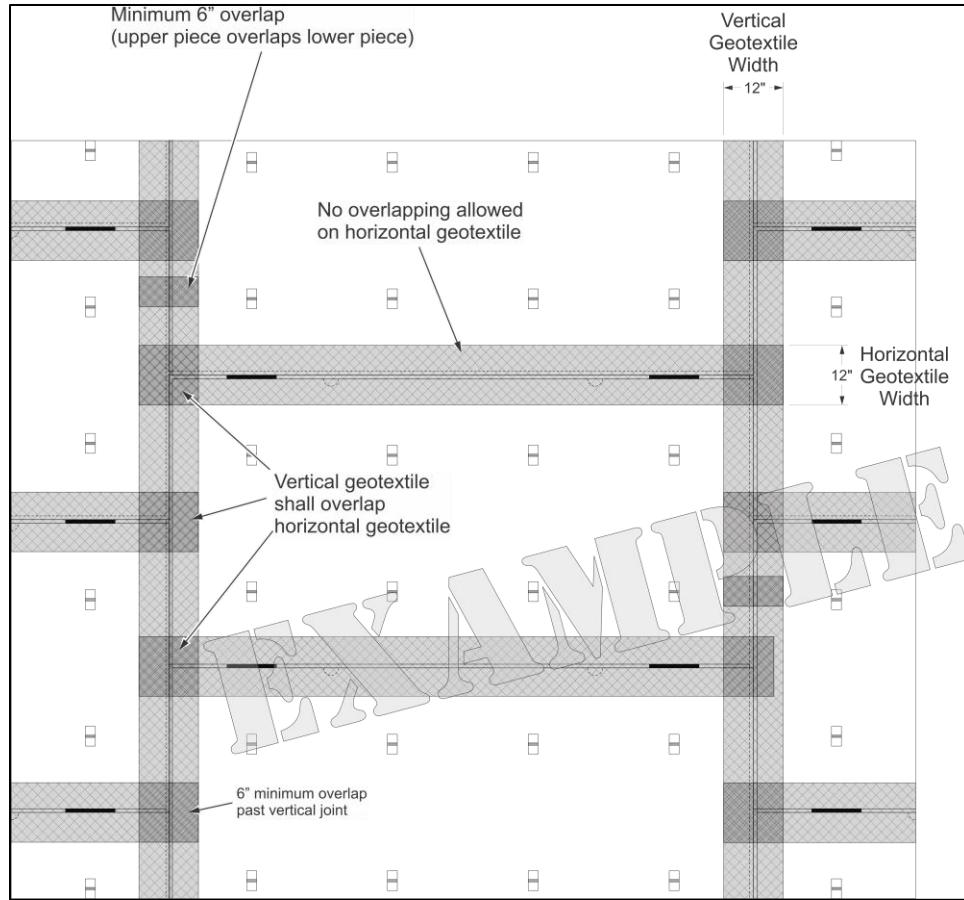 Minimum 6” overlap
(upper piece overlaps lower piece)
Vertical
Geotextile
Width
12"
No overlapping allowed
on horizontal geotextile
12"
Horizontal
Geotextile
Width
Vertical geotextile
shall overlap
horizontal geotextile
EXAMPLE
6” minimum overlap
past vertical joint